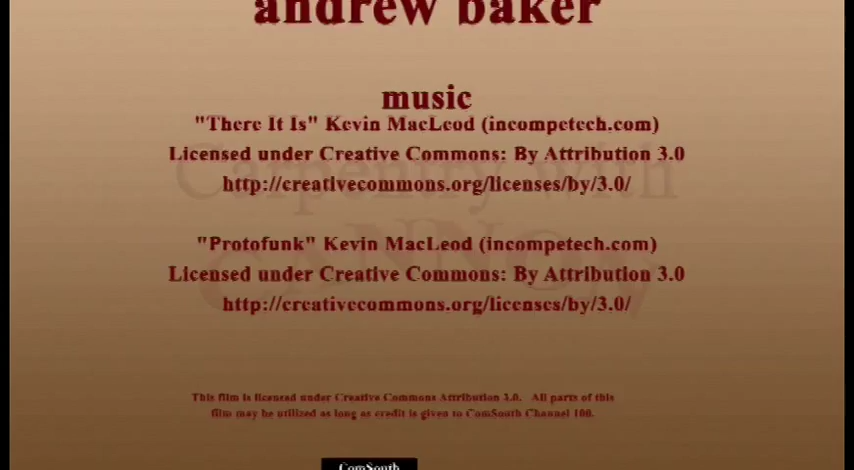 andrew baker
music
"There It Is" Kevin MacLeod (incompetech.com)
Licensed under Creative Commons: By Attribution 3.0
http://creativecommons.org/licenses/by/3.0/
Carpentry with
CANNON
"Protofunk" Kevin MacLeod (incompetech.com)
Licensed under Creative Commons: By Attribution 3.0
http://creativecommons.org/licenses/by/3.0/
This film is licensed under Creative Commons Attribution 3.0. All parts of this
film may be utilized as long as credit is given to ComSouth Channel 100.
ComSouth